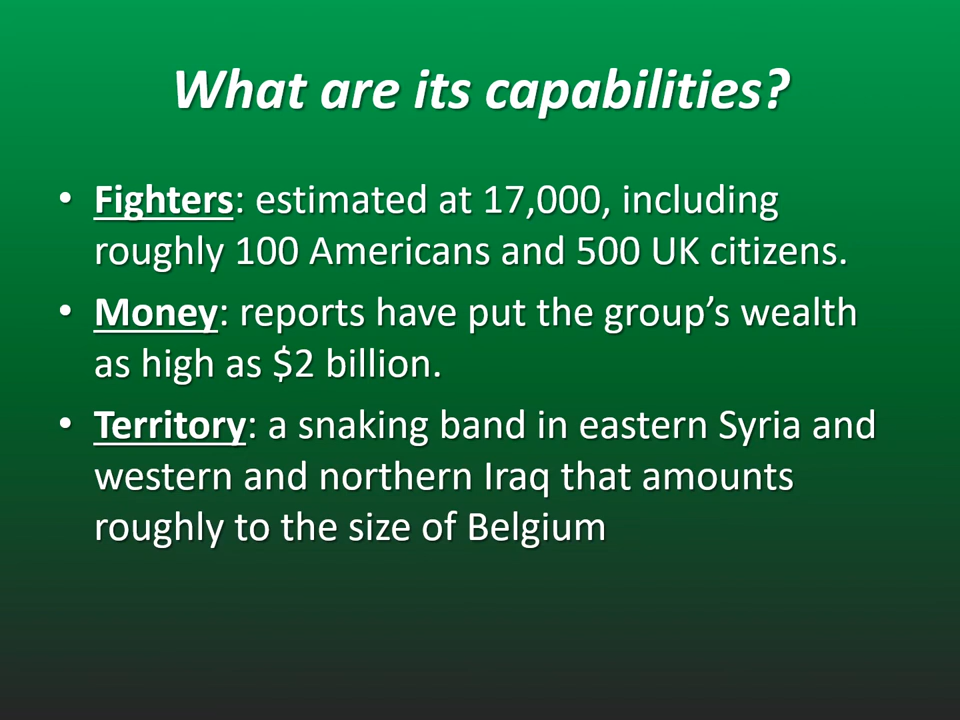 What are its capabilities?
• Fighters: estimated at 17,000, including
roughly 100 Americans and 500 UK citizens.
• Money: reports have put the group’s wealth
as high as $2 billion.
• Territory: a snaking band in eastern Syria and
western and northern Iraq that amounts
roughly to the size of Belgium